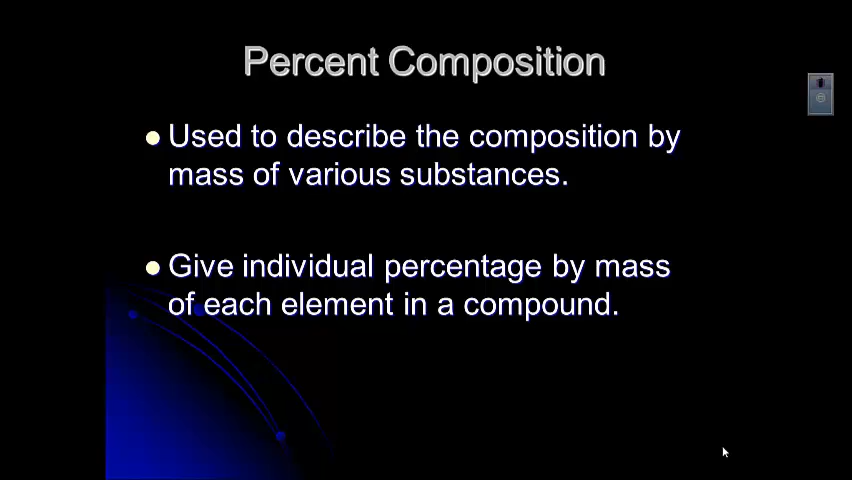 Percent Composition
Used to describe the composition by
mass of various substances.
Give individual percentage by mass
of each element in a compound.